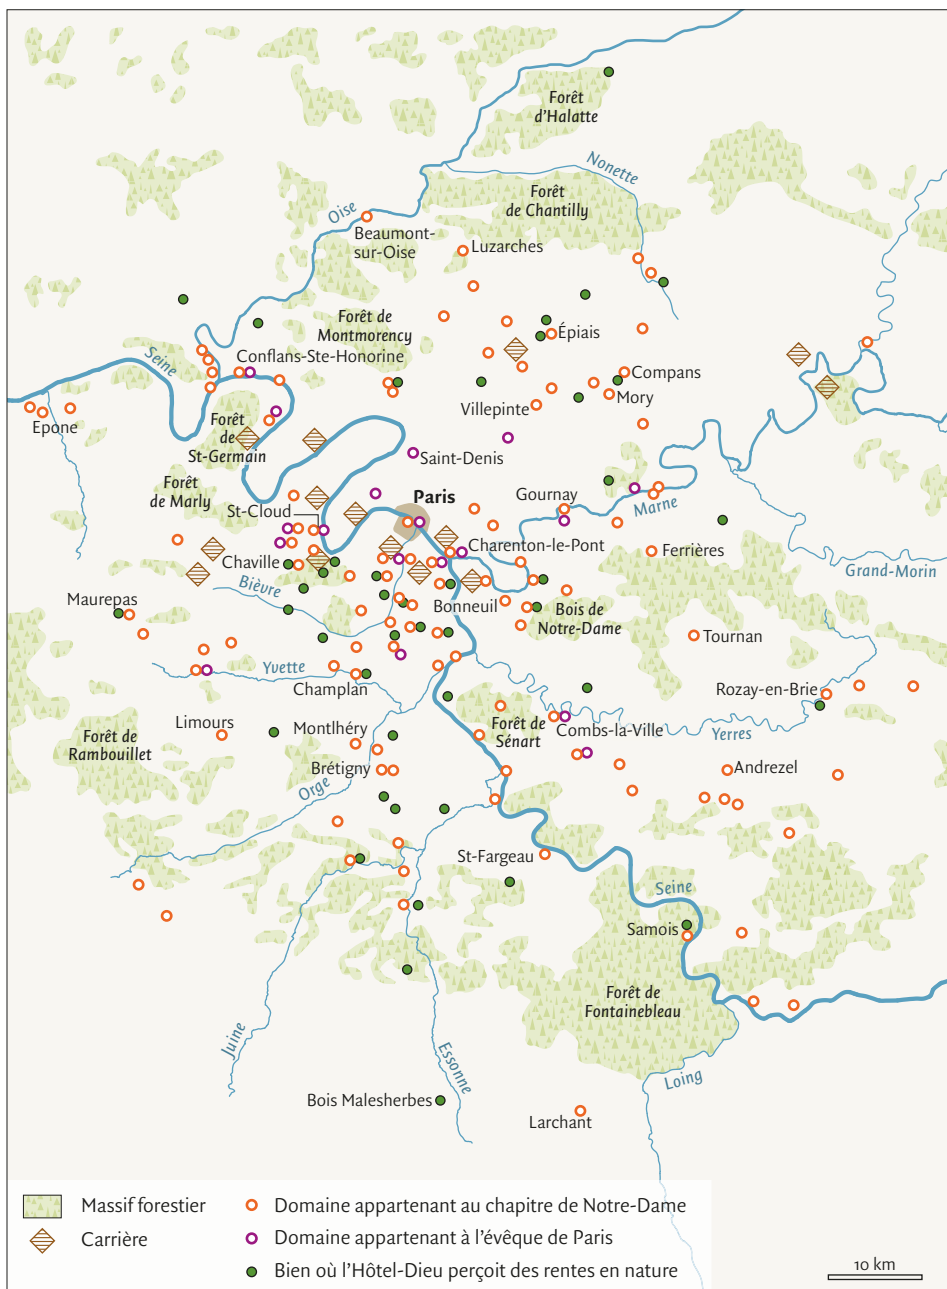 Forêt
d'Halatte
Nonette
Forêt
de Chantilly
Oise
Beaumont-
sur-Oise
Luzarches
Forêt de
Montmorency
Épiais
Seine
Conflans-Ste-Honorine
Compans
Mory
Villepinte
Epone
Forêt
de
St-Germain
Saint-Denis
Forêt
de Marly
St-Cloud
Paris
Gournay
Marne
Charenton-le-Pont
Ferrières
Grand-Morin
Chaville
Bièvre
Bonneuil
Maurepas
Bois de
Notre-Dame
Tournan
Yvette
Champlan
Rozay-en-Brie
Limours
Montlhéry
Forêt de
Sénart
Combs-la-Ville
Yerres
Forêt de
Rambouillet
Brétigny
Orge
Andrezel
St-Fargeau
Seine
Samois
Forêt de
Fontainebleau
Juine
Essonne
Loing
Bois Malesherbes
Larchant
Massif forestier
Carrière
Domaine appartenant au chapitre de Notre-Dame
Domaine appartenant à l'évêque de Paris
Bien où l'Hôtel-Dieu perçoit des rentes en nature
10 km